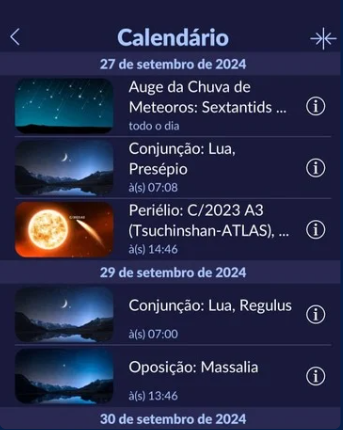 Calendário
27 de setembro de 2024
Auge da Chuva de
Meteoros: Sextantids ...
todo o dia
Conjunção: Lua,
Presépio
à(s) 07:08
Periélio: C/2023 A3
(Tsuchinshan-ATLAS), ...
à(s) 14:46
29 de setembro de 2024
Conjunção: Lua, Regulus
à(s) 07:00
Oposição: Massalia
à(s) 13:46
30 de setembro de 2024